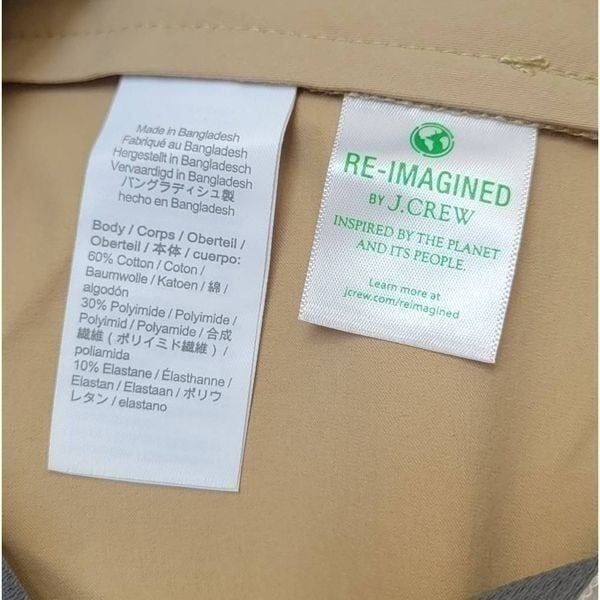 Made in Bangladesh
Fabriqué au Bangladesh
Hergestellt in Bangladesch
Vervaardigd in Bangladesh
バングラディシュ製
hecho en Bangladesh
Body / Corps / Oberteil /
Oberteil / 本体 / cuerpo:
60% Cotton / Coton /
Baumwolle / Katoen / 綿 /
algodón
30% Polyimide / Polyimide /
Polyimid / Polyamide / 合成
繊維 ( ポリイミド繊維 ) /
poliamida
10% Elastane / Élasthanne /
Elastan / Elastaan / ポリウ
レタン / elastano
RE-IMAGINED
BY J.CREW
INSPIRED BY THE PLANET
AND ITS PEOPLE.
Learn more at
jcrew.com/reimagined